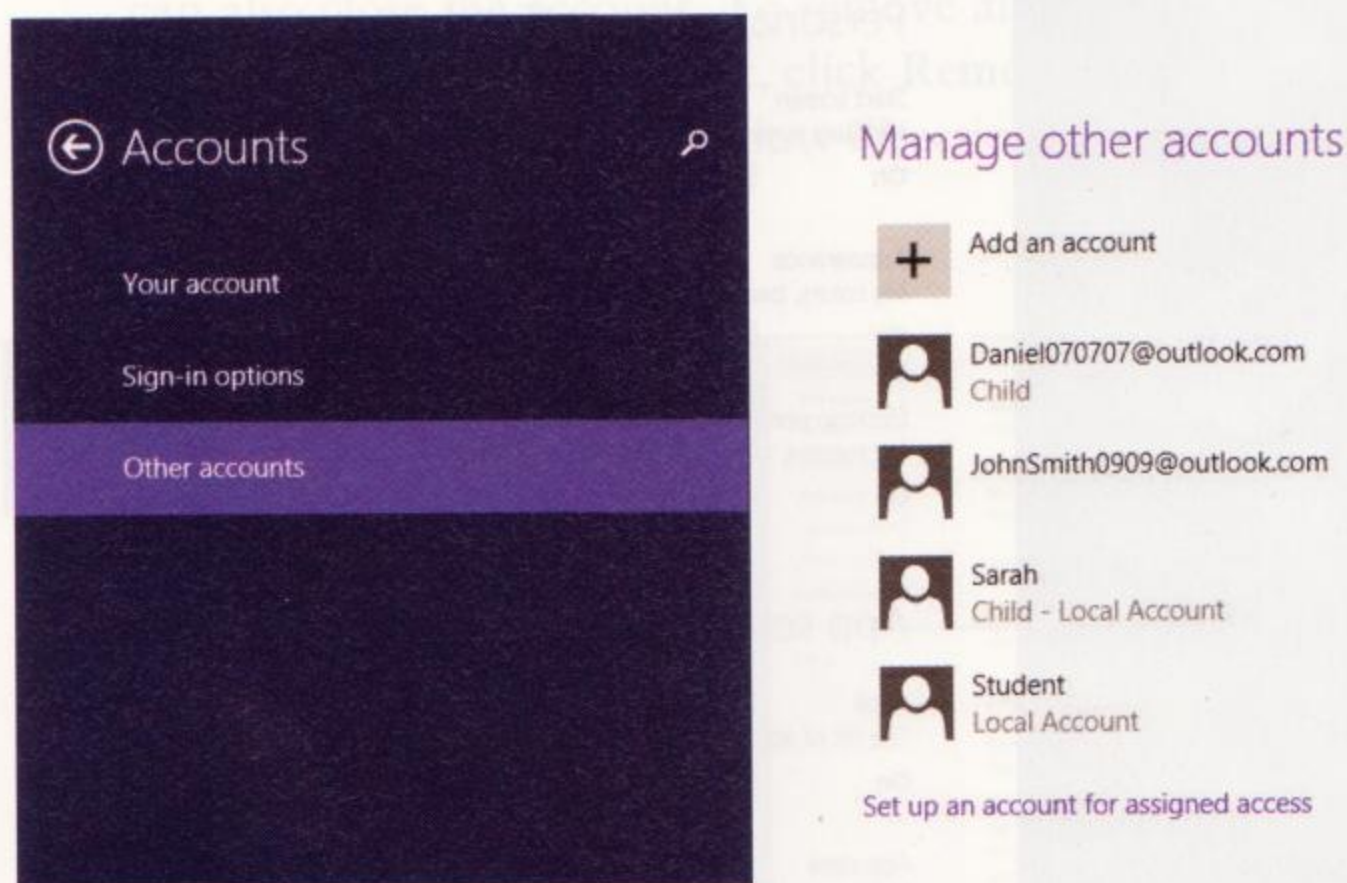 Accounts
Your account
Sign-in options
Other accounts
Manage other accounts
Add an account
Daniel070707@outlook.com
Child
JohnSmith0909@outlook.com
Sarah
Child - Local Account
Student
Local Account
Set up an account for assigned access